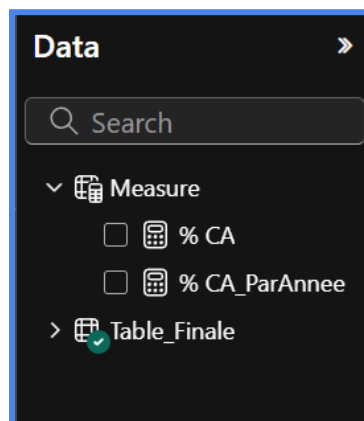 Data
Search
Measure
% CA
% CA_ParAnnee
Table_Finale